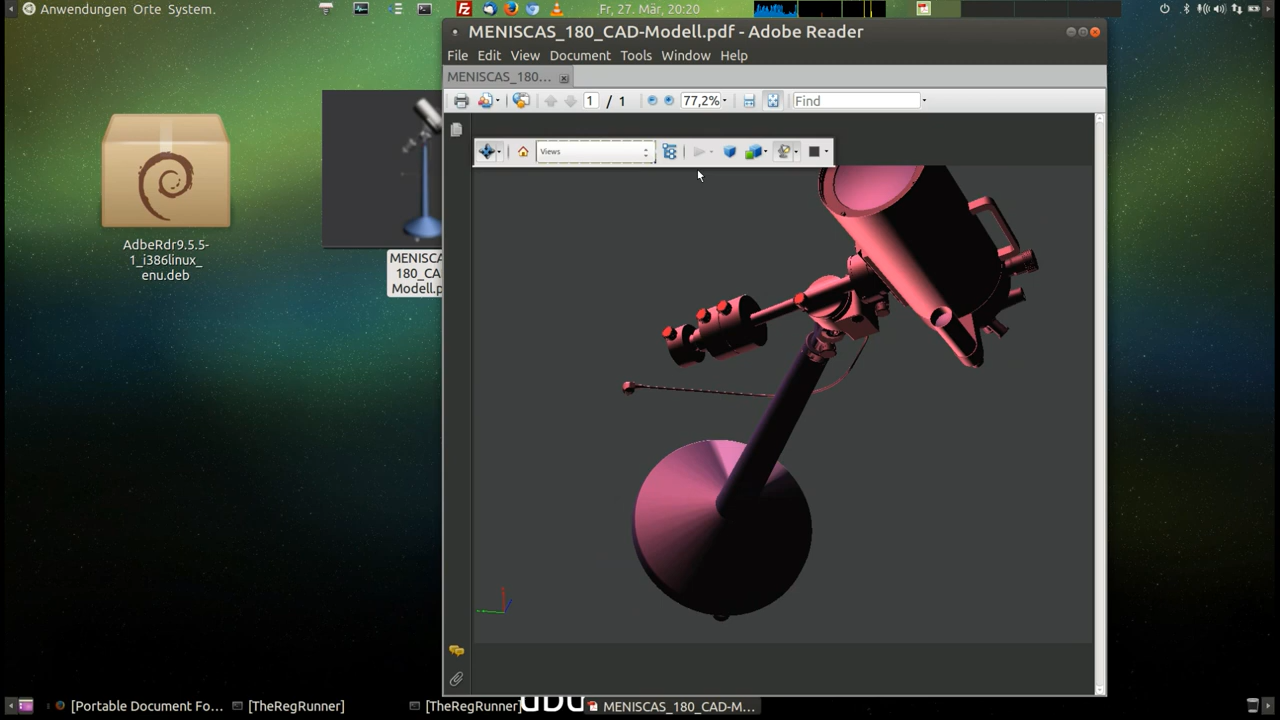 Anwendungen Orte System.
Fr, 27. Mär, 20:20
MENISCAS_180_CAD-Modell.pdf - Adobe Reader
File Edit View Document Tools Window Help
MENISCAS_180...
1 / 1 77,2% Find
Views
AdbeRdr9.5.5-
1_i386linux_
enu.deb
MENISCA
180_CA
Modell.p
[Portable Document Fo... [TheRegRunner] [TheRegRunner] MENISCAS_180_CAD-M...